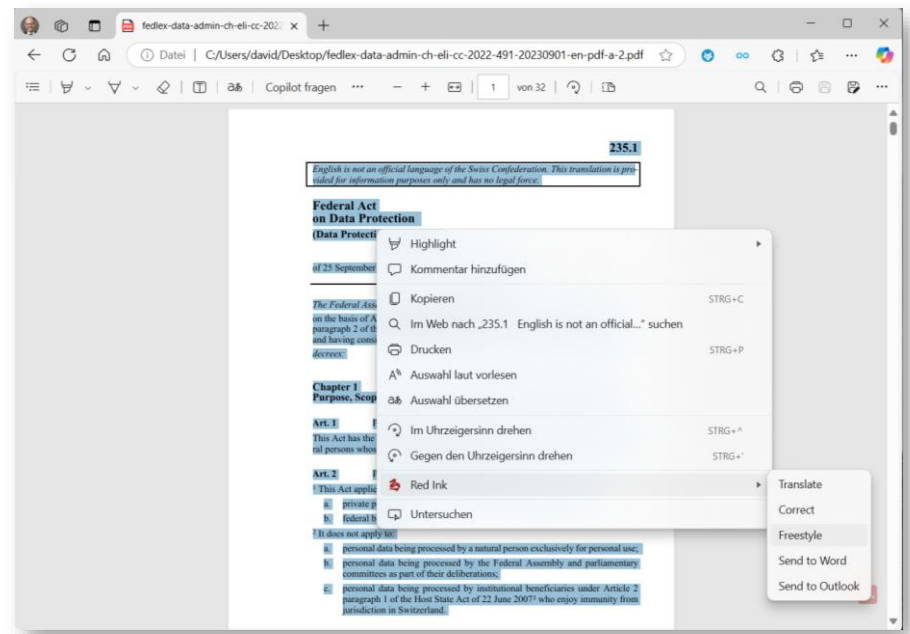 fedlex-data-admin-ch-eli-cc-202
Datei
C:/Users/david/Desktop/fedlex-data-admin-ch-eli-cc-2022-491-20230901-en-pdf-a-2.pdf
Copilot fragen
1 von 32
235.1
English is not an official language of the Swiss Confederation. This translation is pro-
vided for information purposes only and has no legal force.
Federal Act
on Data Protection
(Data Protecti
of 25 September
The Federal Ass
on the basis of A
paragraph 2 of th
and having cons
decrees:
Chapter 1
Purpose, Scop
Art. 1
This Act has the
ral persons whos
Art. 2
1 This Act applie
a. private p
b. federal b
2 It does not apply to:
a. personal data being processed by a natural person exclusively for personal use;
b. personal data being processed by the Federal Assembly and parliamentary
committees as part of their deliberations;
c. personal data being processed by institutional beneficiaries under Article 2
paragraph 1 of the Host State Act of 22 June 2007³ who enjoy immunity from
jurisdiction in Switzerland.
Highlight
Kommentar hinzufügen
Kopieren STRG+C
Im Web nach „235.1 English is not an official...“ suchen
Drucken STRG+P
Auswahl laut vorlesen
Auswahl übersetzen
Im Uhrzeigersinn drehen STRG+^
Gegen den Uhrzeigersinn drehen STRG+'
Red Ink
Untersuchen
Translate
Correct
Freestyle
Send to Word
Send to Outlook